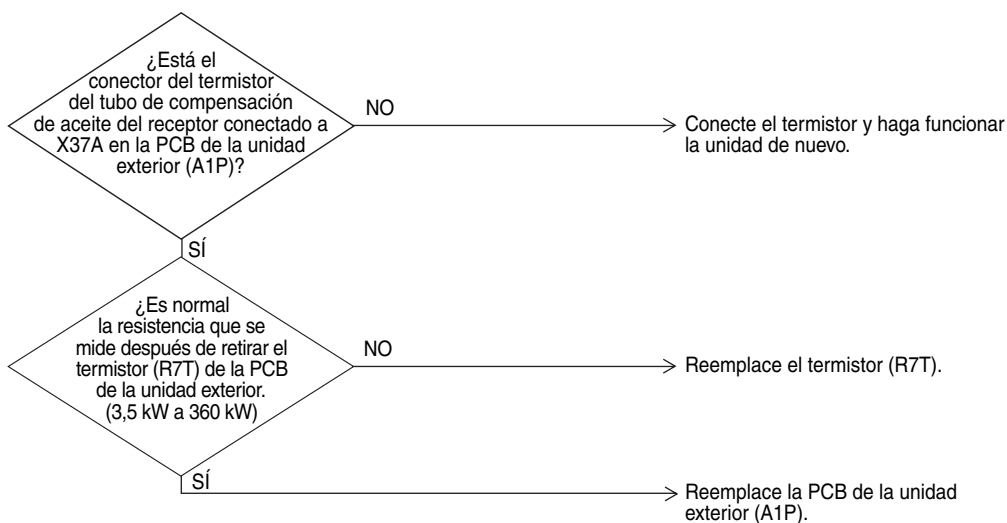 ¿Está el
conector del termistor
del tubo de compensación
de aceite del receptor conectado a
X37A en la PCB de la unidad
exterior (A1P)?
NO
Conecte el termistor y haga funcionar
la unidad de nuevo.
SÍ
¿Es normal
la resistencia que se
mide después de retirar el
termistor (R7T) de la PCB
de la unidad exterior.
(3,5 kW a 360 kW)
NO
Reemplace el termistor (R7T).
SÍ
Reemplace la PCB de la unidad
exterior (A1P).